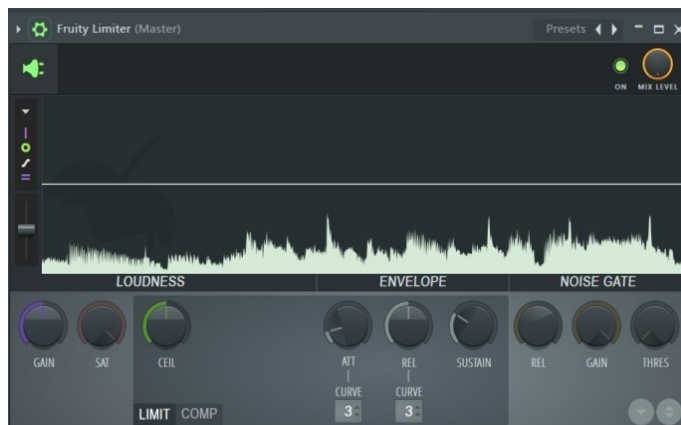 Fruity Limiter (Master)
Presets
ON
MIX LEVEL
LOUDNESS
ENVELOPE
NOISE GATE
GAIN
SAT
CEIL
ATT
REL
SUSTAIN
REL
GAIN
THRES
CURVE
CURVE
3
3
LIMIT COMP